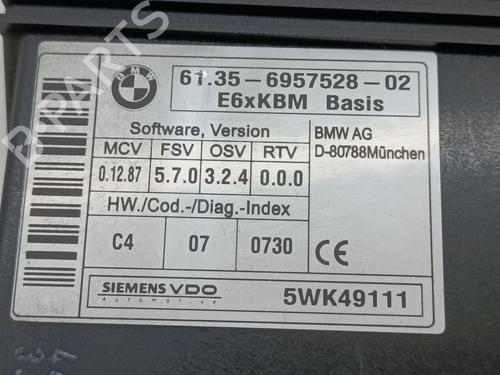 BMW
61.35 - 6957528 - 02
E6xKBM Basis
Software, Version
MCV FSV OSV RTV
0.12.87 5.7.0 3.2.4 0.0.0
HW./Cod.-/Diag.-Index
C4 07 0730
BMW AG
D-80788München
CE
SIEMENS VDO
Automotive
5WK49111